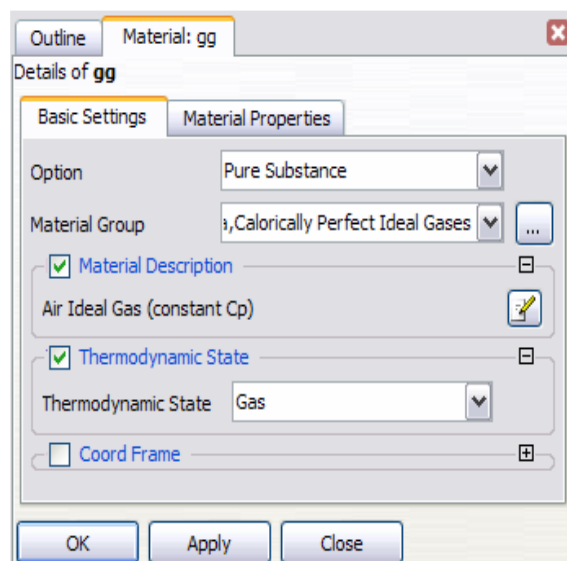 Outline Material: gg
Details of gg
Basic Settings Material Properties
Option Pure Substance
Material Group ,Calorically Perfect Ideal Gases ...
Material Description
Air Ideal Gas (constant Cp)
Thermodynamic State
Thermodynamic State Gas
Coord Frame
OK Apply Close